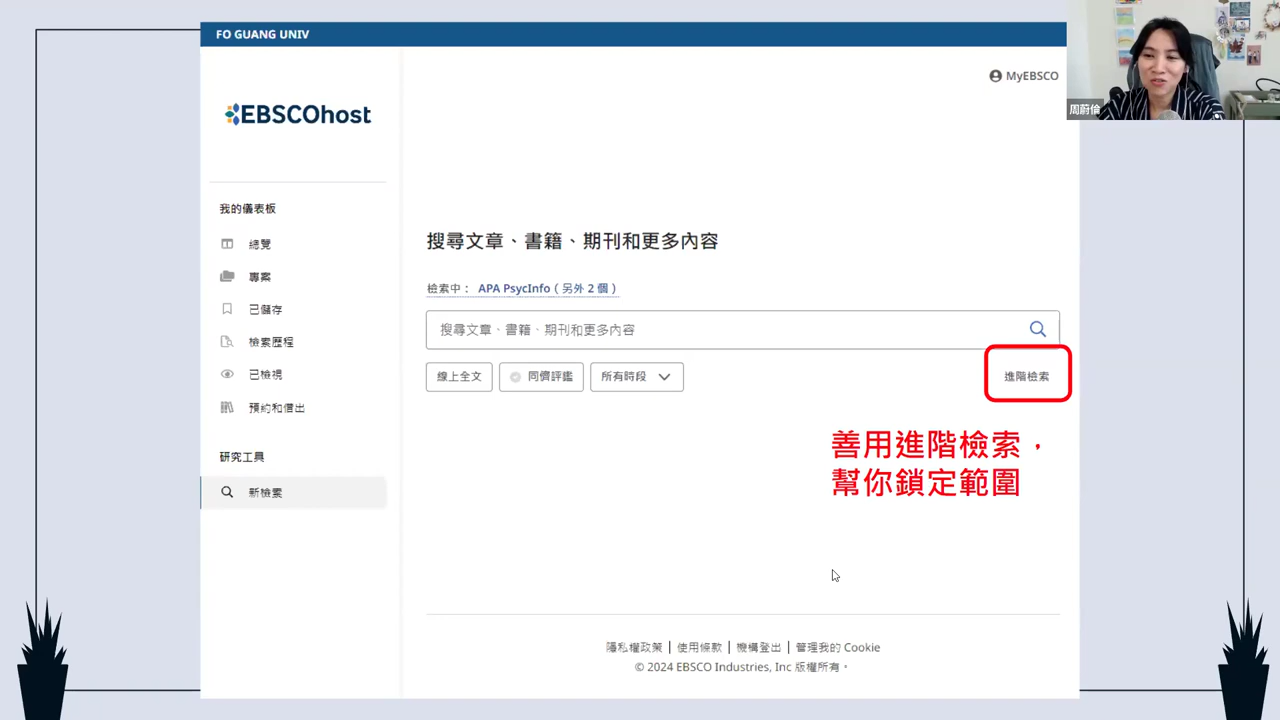 FO GUANG UNIV
MyEBSCO
周蔚倫
EBSCOhost
我的儀表板
總覽
專案
已儲存
檢索歷程
已檢視
預約和借出
研究工具
新檢索
搜尋文章、書籍、期刊和更多內容
檢索中： APA PsycInfo（另外 2 個）
搜尋文章、書籍、期刊和更多內容
線上全文 同儕評鑑 所有時段
進階檢索
善用進階檢索，
幫你鎖定範圍
隱私權政策 | 使用條款 | 機構登出 | 管理我的 Cookie
© 2024 EBSCO Industries, Inc 版權所有。